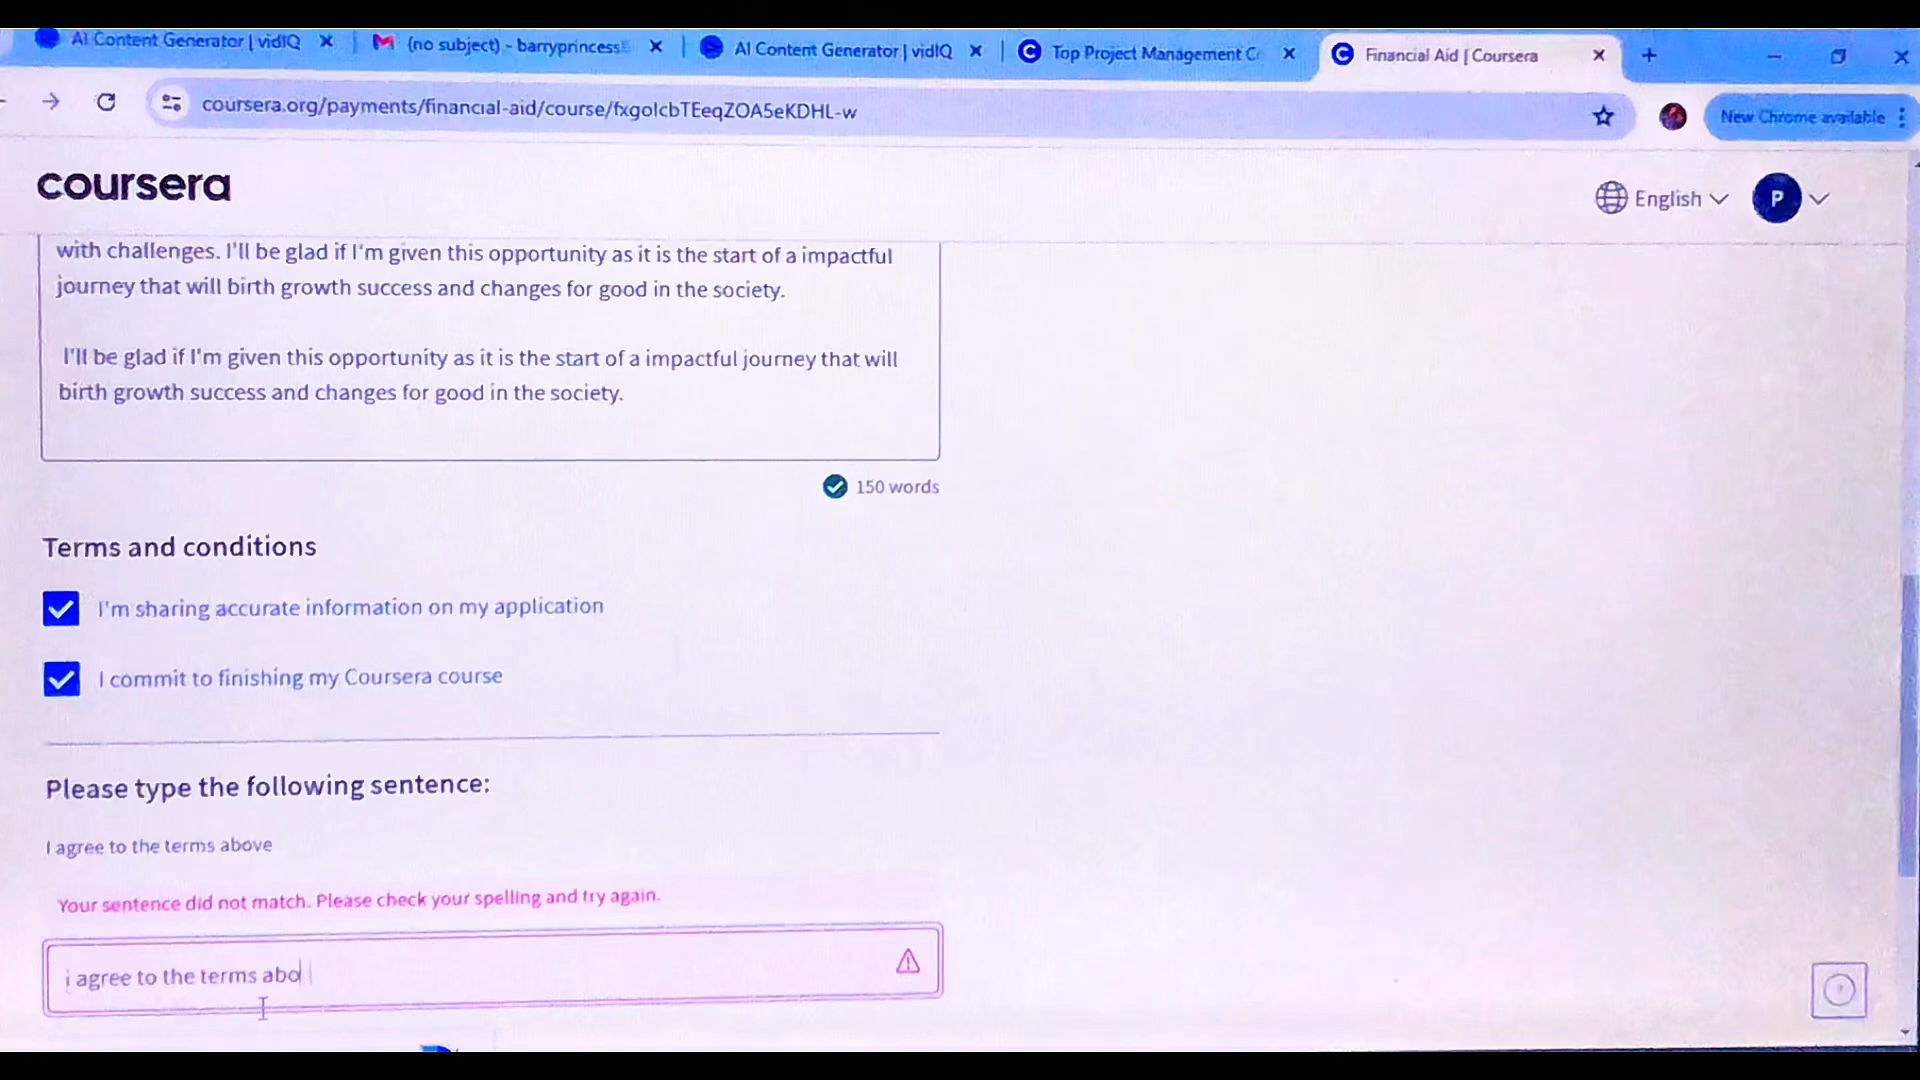 AI Content Generator | vidIQ
(no subject) - barryprincess
AI Content Generator | vidIQ
Top Project Management C
Financial Aid | Coursera
coursera.org/payments/financial-aid/course/fxgolcbTEeqZOA5eKDHL-w
New Chrome available
coursera
English
P
with challenges. I'll be glad if I'm given this opportunity as it is the start of a impactful
journey that will birth growth success and changes for good in the society.
I'll be glad if I'm given this opportunity as it is the start of a impactful journey that will
birth growth success and changes for good in the society.
150 words
Terms and conditions
I'm sharing accurate information on my application
I commit to finishing my Coursera course
Please type the following sentence:
I agree to the terms above
Your sentence did not match. Please check your spelling and try again.
i agree to the terms abo